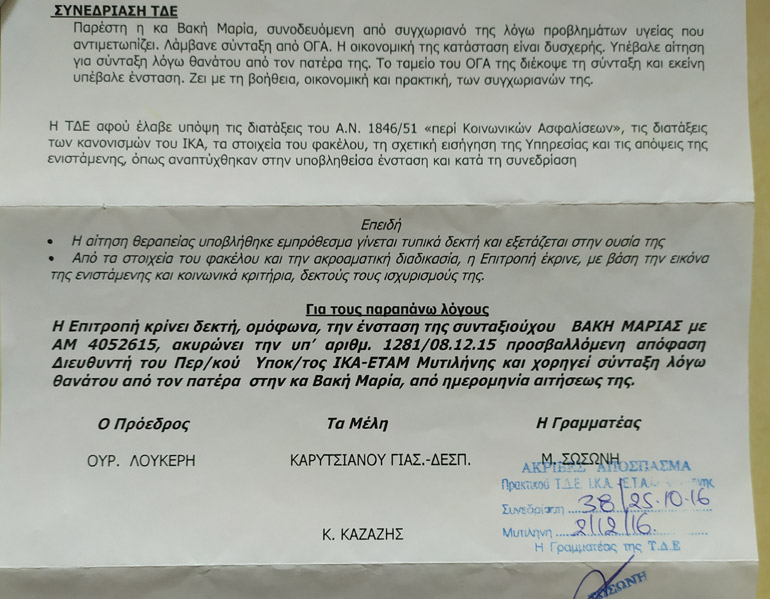 ΣΥΝΕΔΡΙΑΣΗ ΤΔΕ
Παρέστη η κα Βακή Μαρία, συνοδευόμενη από συγχωριανό της λόγω προβλημάτων υγείας που
αντιμετωπίζει. Λάμβανε σύνταξη από ΟΓΑ. Η οικονομική της κατάσταση είναι δυσχερής. Υπέβαλε αίτηση
για σύνταξη λόγω θανάτου από τον πατέρα της. Το ταμείο του ΟΓΑ της διέκοψε τη σύνταξη και εκείνη
υπέβαλε ένσταση. Ζει με τη βοήθεια, οικονομική και πρακτική, των συγχωριανών της.
Η ΤΔΕ αφού έλαβε υπόψη τις διατάξεις του Α.Ν. 1846/51 «περί Κοινωνικών Ασφαλίσεων», τις διατάξεις
των κανονισμών του ΙΚΑ, τα στοιχεία του φακέλου, τη σχετική εισήγηση της Υπηρεσίας και τις απόψεις της
ενιστάμενης, όπως αναπτύχθηκαν στην υποβληθείσα ένσταση και κατά τη συνεδρίαση
Επειδή
• Η αίτηση θεραπείας υποβλήθηκε εμπρόθεσμα γίνεται τυπικά δεκτή και εξετάζεται στην ουσία της
• Από τα στοιχεία του φακέλου και την ακροαματική διαδικασία, η Επιτροπή έκρινε, με βάση την εικόνα
της ενιστάμενης και κοινωνικά κριτήρια, δεκτούς τους ισχυρισμούς της.
Για τους παραπάνω λόγους
Η Επιτροπή κρίνει δεκτή, ομόφωνα, την ένσταση της συνταξιούχου ΒΑΚΗ ΜΑΡΙΑΣ με
ΑΜ 4052615, ακυρώνει την υπ’ αριθμ. 1281/08.12.15 προσβαλλόμενη απόφαση
Διευθυντή του Περ/κού Υποκ/τος ΙΚΑ-ΕΤΑΜ Μυτιλήνης και χορηγεί σύνταξη λόγω
θανάτου από τον πατέρα στην κα Βακή Μαρία, από ημερομηνία αιτήσεως της.
Ο Πρόεδρος Τα Μέλη Η Γραμματέας
ΟΥΡ. ΛΟΥΚΕΡΗ ΚΑΡΥΤΣΙΑΝΟΥ ΓΙΑΣ.-ΔΕΣΠ. Μ. ΣΩΣΩΝΗ
ΑΚΡΙΒΕΣ ΑΠΟΣΠΑΣΜΑ
Πρακτικού Τ.Δ.Ε. Ι.Κ.Α.
Συνεδρίαση 38/25.10.16
Μυτιλήνη 2/12/16
Κ. ΚΑΖΑΖΗΣ
Η Γραμματέας της Τ.Δ.Ε